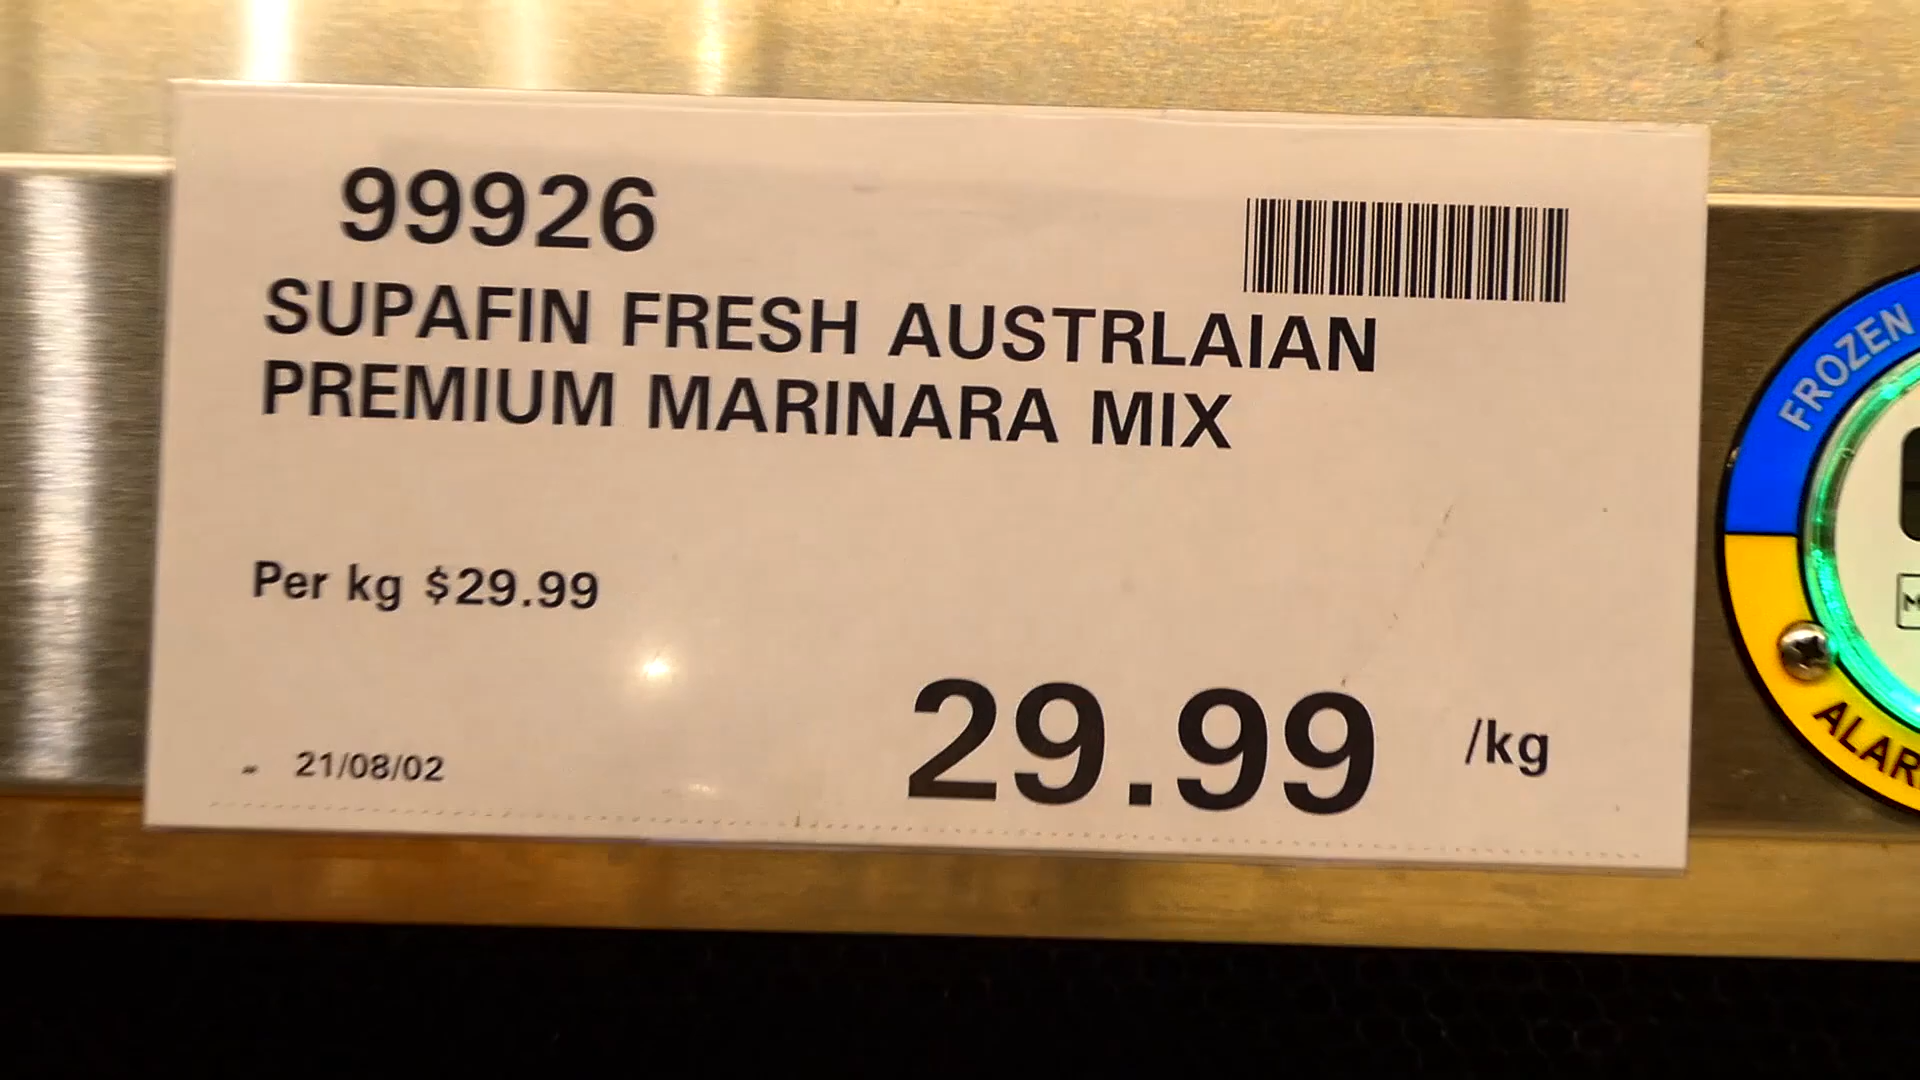 99926
SUPAFIN FRESH AUSTRLAIAN
PREMIUM MARINARA MIX
Per kg $29.99
29.99 /kg
- 21/08/02
FROZEN